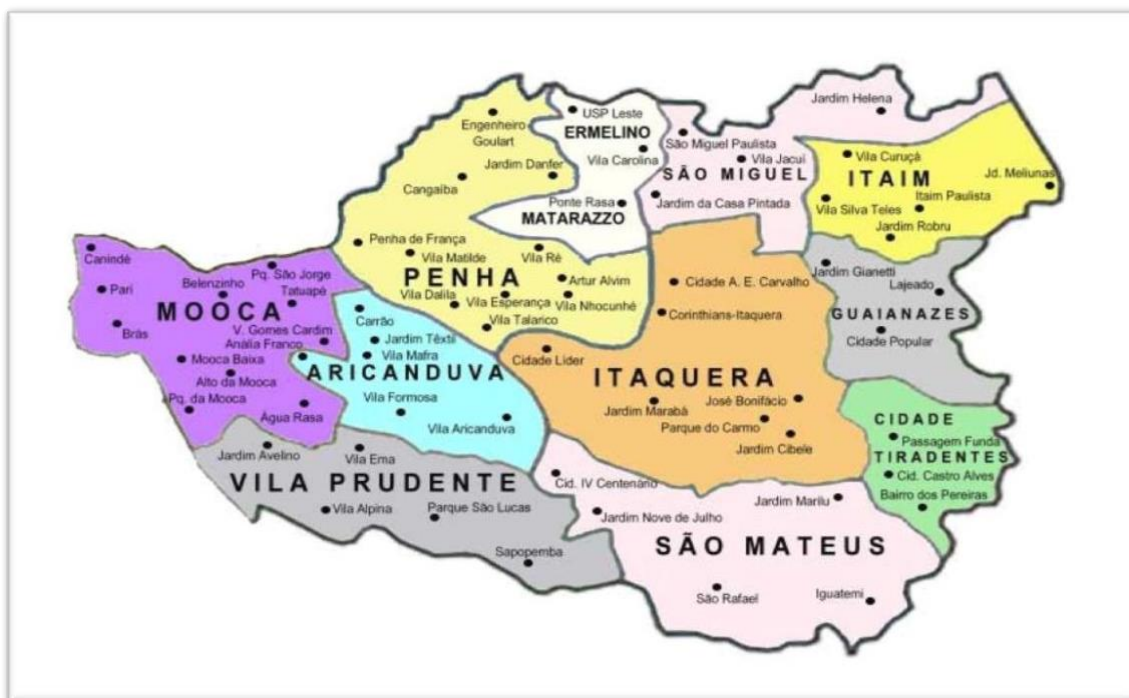 Jardim Helena
USP Leste
Engenheiro
Goulart
ERMELINO
São Miguel Paulista
Vila Carolina
Vila Jacuí
Vila Curuçá
Jardim Danfer
SÃO MIGUEL
ITAIM
Jd. Meliunas
Cangaíba
Jardim da Casa Pintada
Vila Silva Teles
Itaim Paulista
Ponte Rasa
MATARAZZO
Jardim Robru
Penha de França
Vila Matilde
Vila Ré
Canindé
Pq. São Jorge
PENHA
Artur Alvim
Cidade A. E. Carvalho
Jardim Gianetti
Lajeado
Pari
Belenzinho
Tatuapé
Vila Dalila
Vila Esperança
Vila Nhocunhé
MOOCA
Vila Talarico
Corinthians-Itaquera
GUAIANAZES
Brás
V. Gomes Cardim
Anália Franco
Carrão
Jardim Têxtil
Vila Mafra
Cidade Líder
Cidade Popular
Mooca Baixa
Alto da Mooca
ARICANDUVA
ITAQUERA
Pq. da Mooca
Água Rasa
Vila Formosa
Vila Aricanduva
Jardim Marabá
José Bonifácio
Parque do Carmo
Jardim Cibele
CIDADE
Passagem Funda
TIRADENTES
Cid. Castro Alves
Bairro dos Pereiras
Jardim Avelino
Vila Ema
VILA PRUDENTE
Cid. IV Centenário
Jardim Marilu
Vila Alpina
Parque São Lucas
Jardim Nove de Julho
SÃO MATEUS
Sapopemba
São Rafael
Iguatemi